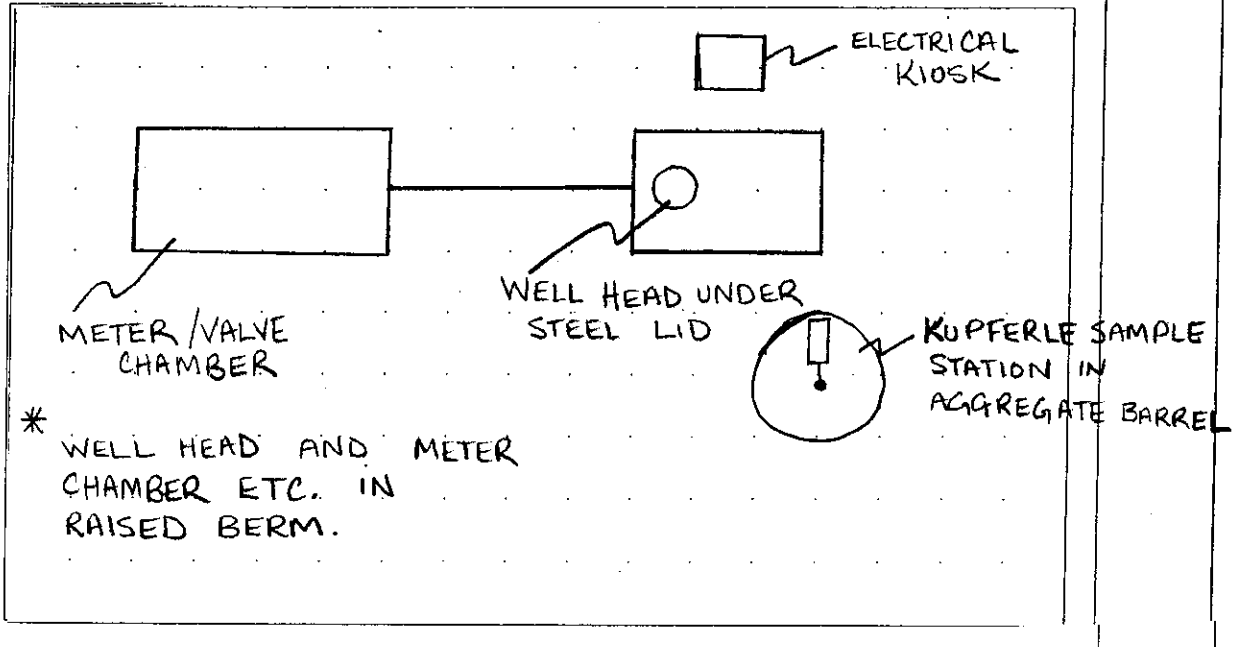 ELECTRICAL
KIOSK
WELL HEAD UNDER
STEEL LID
METER/VALVE
CHAMBER
KUPFERLE SAMPLE
STATION IN
AGGREGATE BARREL
*
WELL HEAD AND METER
CHAMBER ETC. IN
RAISED BERM.